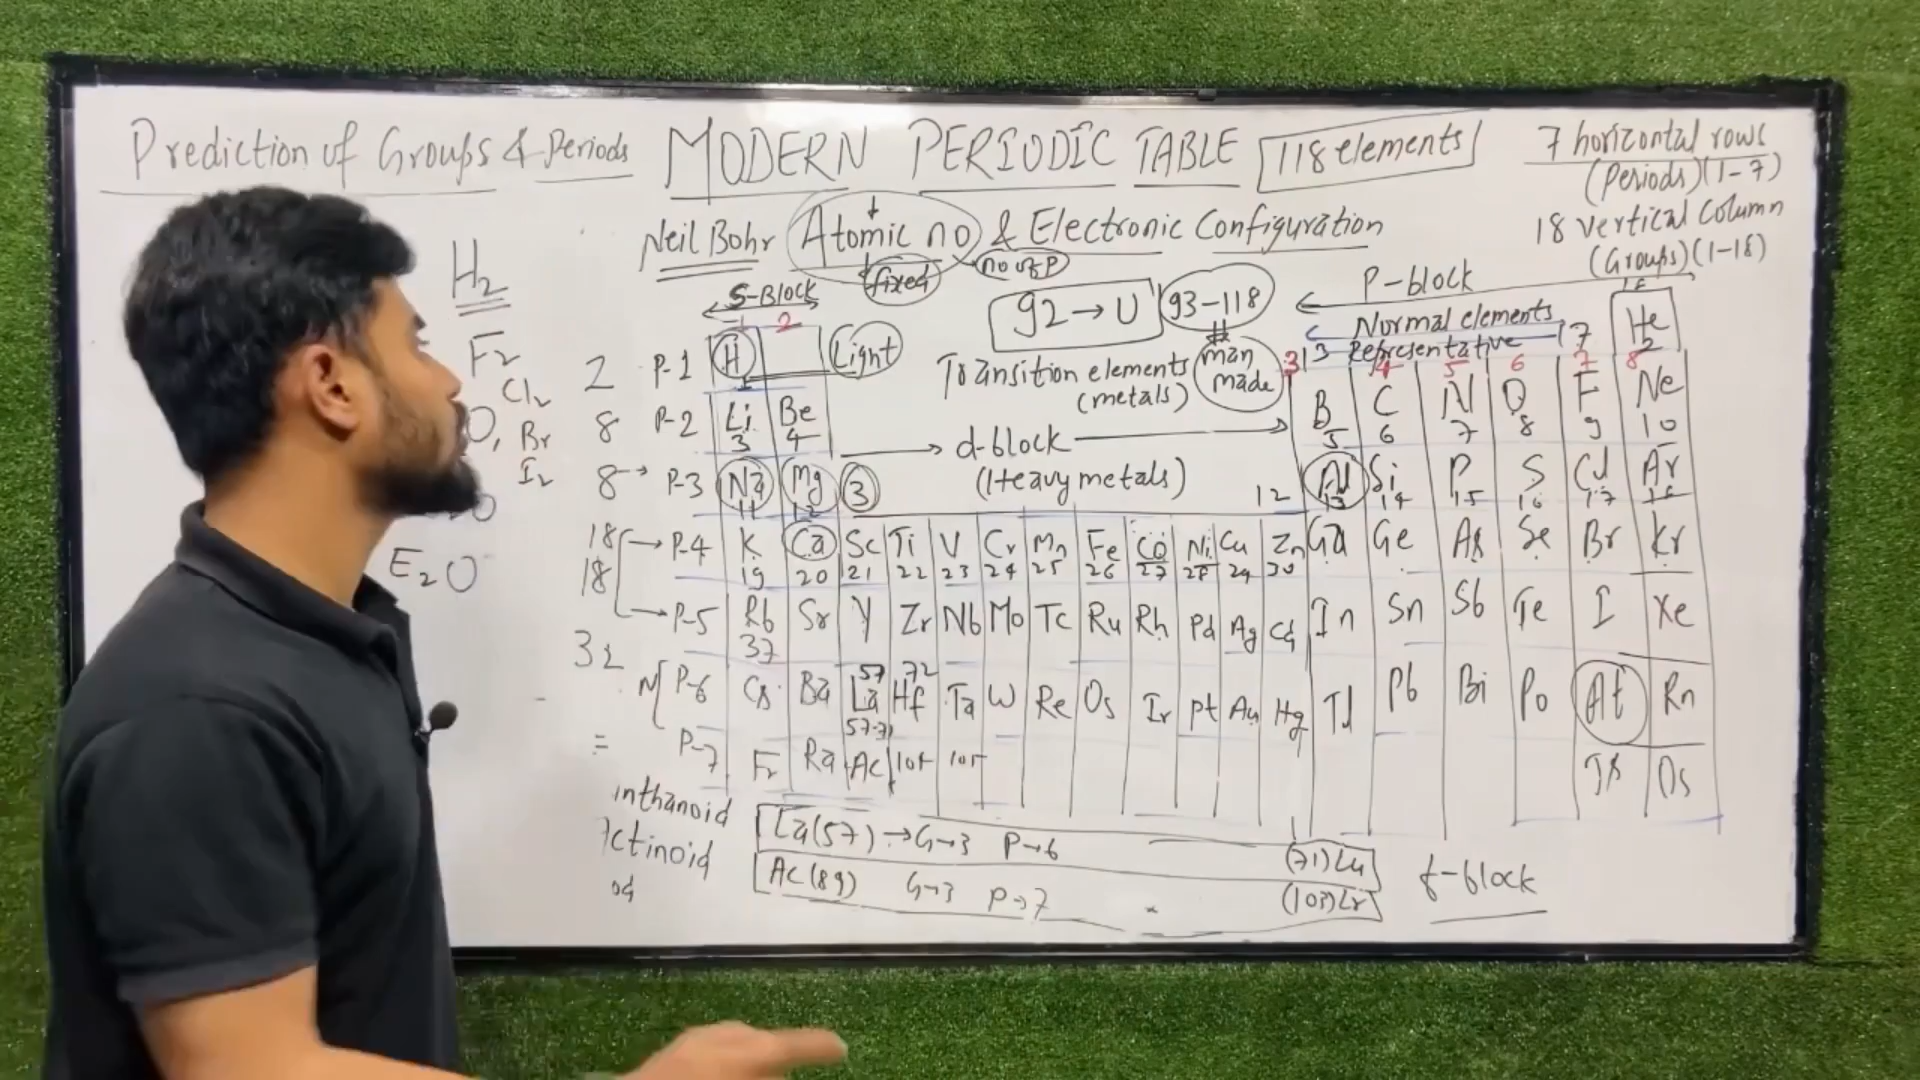 Prediction of Groups & Periods
MODERN PERIODIC TABLE
118 elements
7 horizontal rows
(Periods)(1-7)
18 vertical Column
(Groups)(1-18)
Neil Bohr Atomic no & Electronic Configuration
fixed
no of P
H2
F2
Cl2
Br
I2
E2O
S-Block
1 2
92→U
93-118
man
made
P-block
Normal elements
Representative
Transition elements
(metals)
13
17
3 4 5 6 7 8
2 P-1 H
1
Light
He
2
8 P-2 Li Be
3 4
B C N O F Ne
5 6 7 8 9 10
→ d-block →
(Heavy metals)
8→ P-3 Na Mg
11 12
3
12
Al Si P S Cl Ar
13 14 15 16 17 18
18 → P-4 K Ca Sc Ti V Cr Mn Fe Co Ni Cu Zn Ga Ge As Se Br Kr
19 20 21 22 23 24 25 26 27 28 29 30
18 → P-5 Rb Sr Y Zr Nb Mo Tc Ru Rh Pd Ag Cd In Sn Sb Te I Xe
37
32
57 72
P-6 Cs Ba La Hf Ta W Re Os Ir Pt Au Hg Tl Pb Bi Po At Rn
57-71
= P-7 Fr Ra Ac 104 105 Ts Os
inthanoid
La(57) → G→3 P→6 (71)Lu
ctinoid
Ac(89) G→3 P→7 (103)Lr
f-block